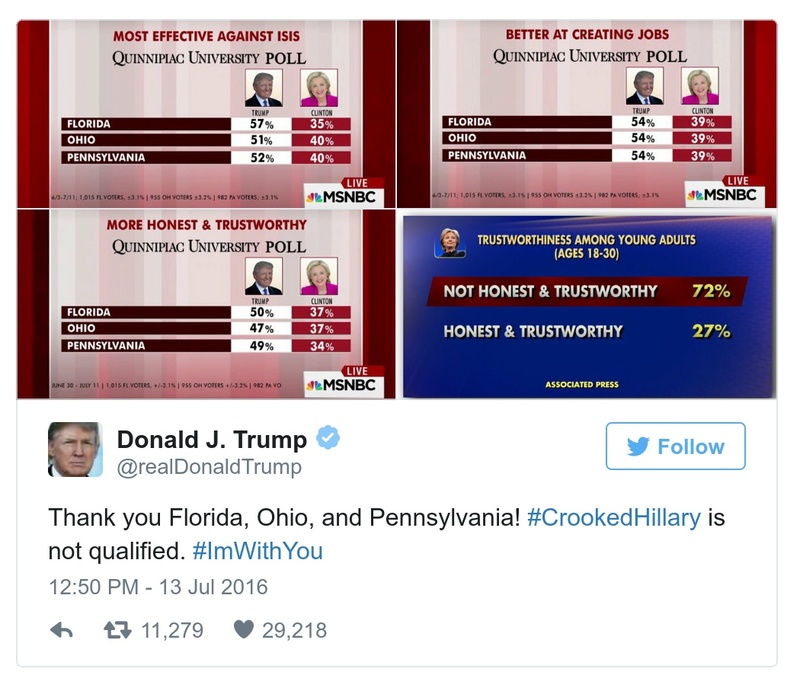 MOST EFFECTIVE AGAINST ISIS
QUINNIPIAC UNIVERSITY POLL
TRUMP CLINTON
FLORIDA 57% 35%
OHIO 51% 40%
PENNSYLVANIA 52% 40%
6/3-7/11; 1,015 FL VOTERS, ±3.1% | 955 OH VOTERS ±3.2% | 982 PA VOTERS, ±3.1%
LIVE
MSNBC
BETTER AT CREATING JOBS
QUINNIPIAC UNIVERSITY POLL
TRUMP CLINTON
FLORIDA 54% 39%
OHIO 54% 39%
PENNSYLVANIA 54% 39%
6/3-7/11; 1,015 FL VOTERS, ±3.1% | 955 OH VOTERS ±3.2% | 982 PA VOTERS, ±3.1%
LIVE
MSNBC
MORE HONEST & TRUSTWORTHY
QUINNIPIAC UNIVERSITY POLL
TRUMP CLINTON
FLORIDA 50% 37%
OHIO 47% 37%
PENNSYLVANIA 49% 34%
JUNE 30 - JULY 11 | 1,015 FL VOTERS, +/-3.1% | 955 OH VOTERS +/-3.2% | 982 PA VO
LIVE
MSNBC
TRUSTWORTHINESS AMONG YOUNG ADULTS
(AGES 18-30)
NOT HONEST & TRUSTWORTHY 72%
HONEST & TRUSTWORTHY 27%
ASSOCIATED PRESS
Donald J. Trump
@realDonaldTrump
Follow
Thank you Florida, Ohio, and Pennsylvania! #CrookedHillary is
not qualified. #ImWithYou
12:50 PM - 13 Jul 2016
11,279 29,218